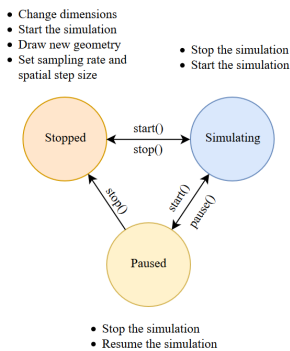 • Change dimensions
• Start the simulation
• Draw new geometry
• Set sampling rate and
spatial step size
• Stop the simulation
• Start the simulation
Stopped
start()
stop()
Simulating
stop()
start()
pause()
Paused
• Stop the simulation
• Resume the simulation